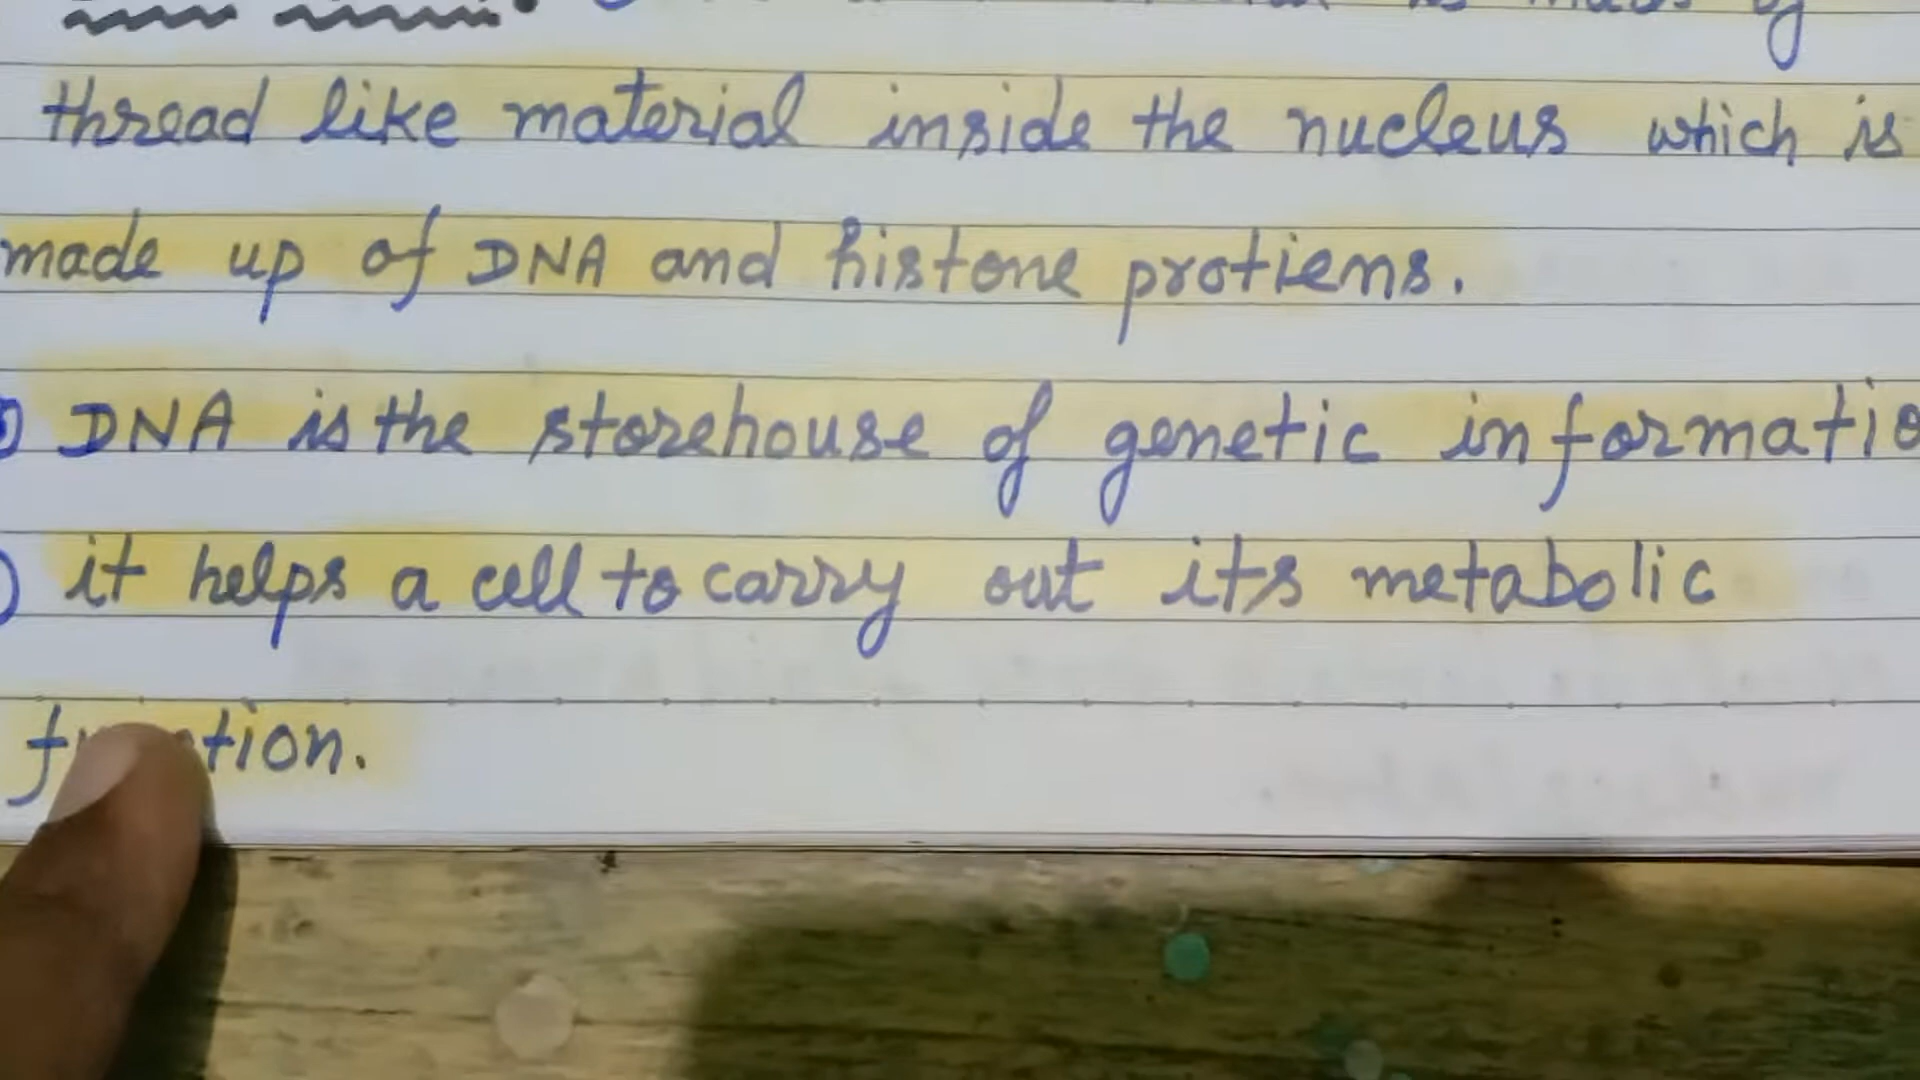 thread like material inside the nucleus which is
made up of DNA and histone protiens.
DNA is the storehouse of genetic informatio
it helps a cell to carry out its metabolic
tion.